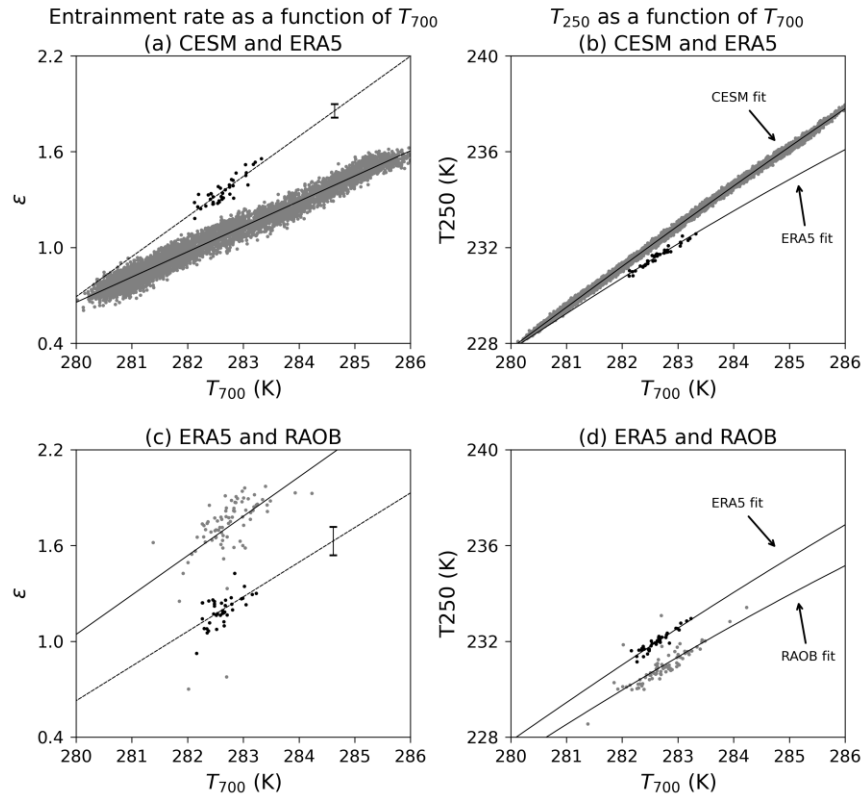 Entrainment rate as a function of T700
(a) CESM and ERA5
2.2
1.6
1.0
0.4
ε
280 281 282 283 284 285 286
T700 (K)
T250 as a function of T700
(b) CESM and ERA5
240
236
232
228
T250 (K)
CESM fit
ERA5 fit
280 281 282 283 284 285 286
T700 (K)
(c) ERA5 and RAOB
2.2
1.6
1.0
0.4
ε
280 281 282 283 284 285 286
T700 (K)
(d) ERA5 and RAOB
240
236
232
228
T250 (K)
ERA5 fit
RAOB fit
280 281 282 283 284 285 286
T700 (K)